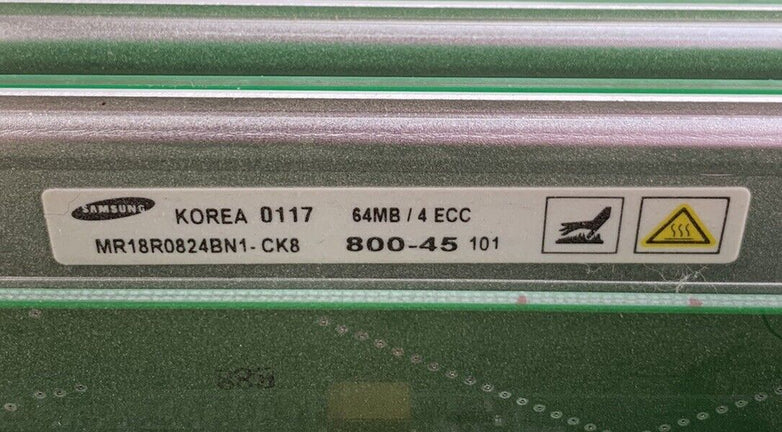 SAMSUNG KOREA 0117 64MB / 4 ECC
MR18R0824BN1-CK8 800-45 101